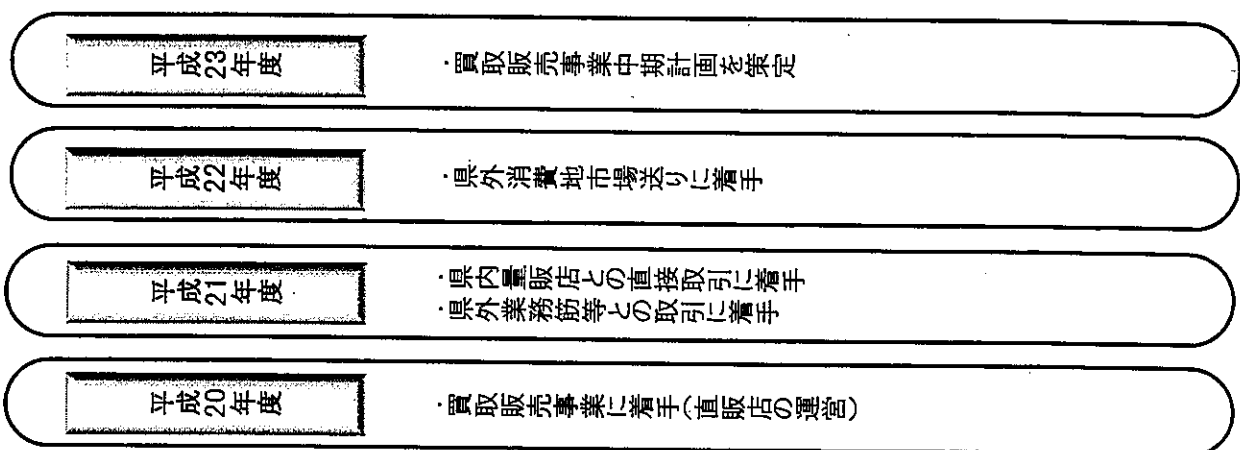 平成23年度
・買取販売事業中期計画を策定
平成22年度
・県外消費地市場送りに着手
平成21年度
・県内量販店との直接取引に着手
・県外業務筋等との取引に着手
平成20年度
・買取販売事業に着手(直販店の運営)